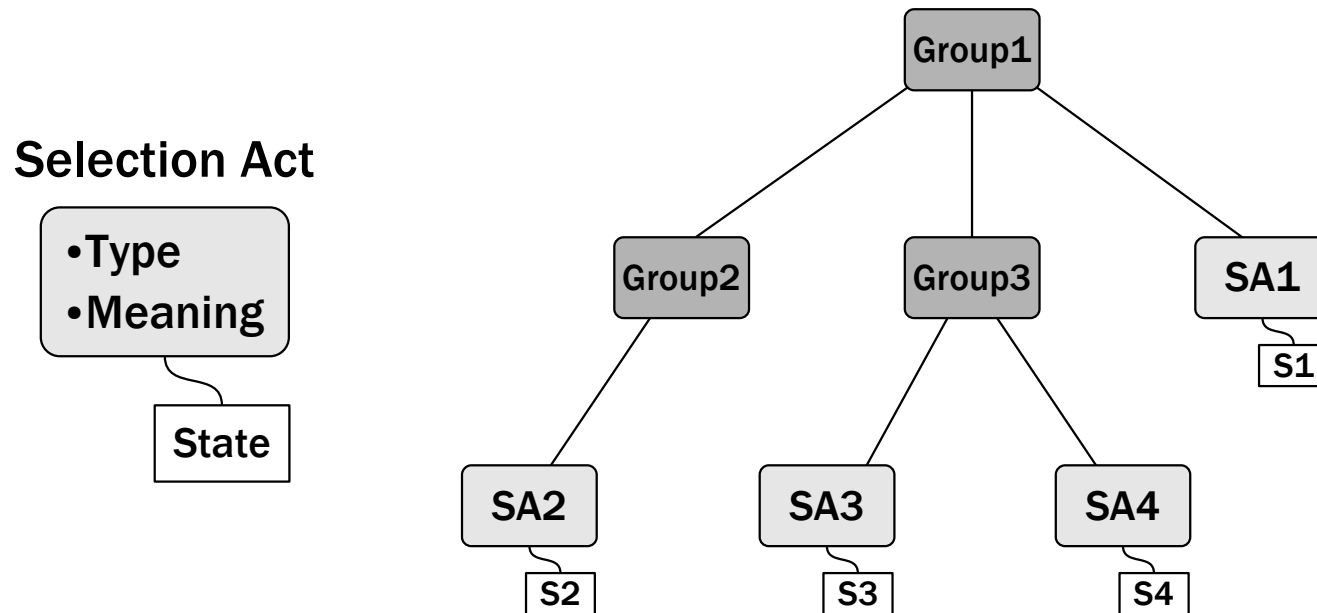 Selection Act
•Type
•Meaning
State
Group1
Group2
Group3
SA1
S1
SA2
SA3
SA4
S2
S3
S4